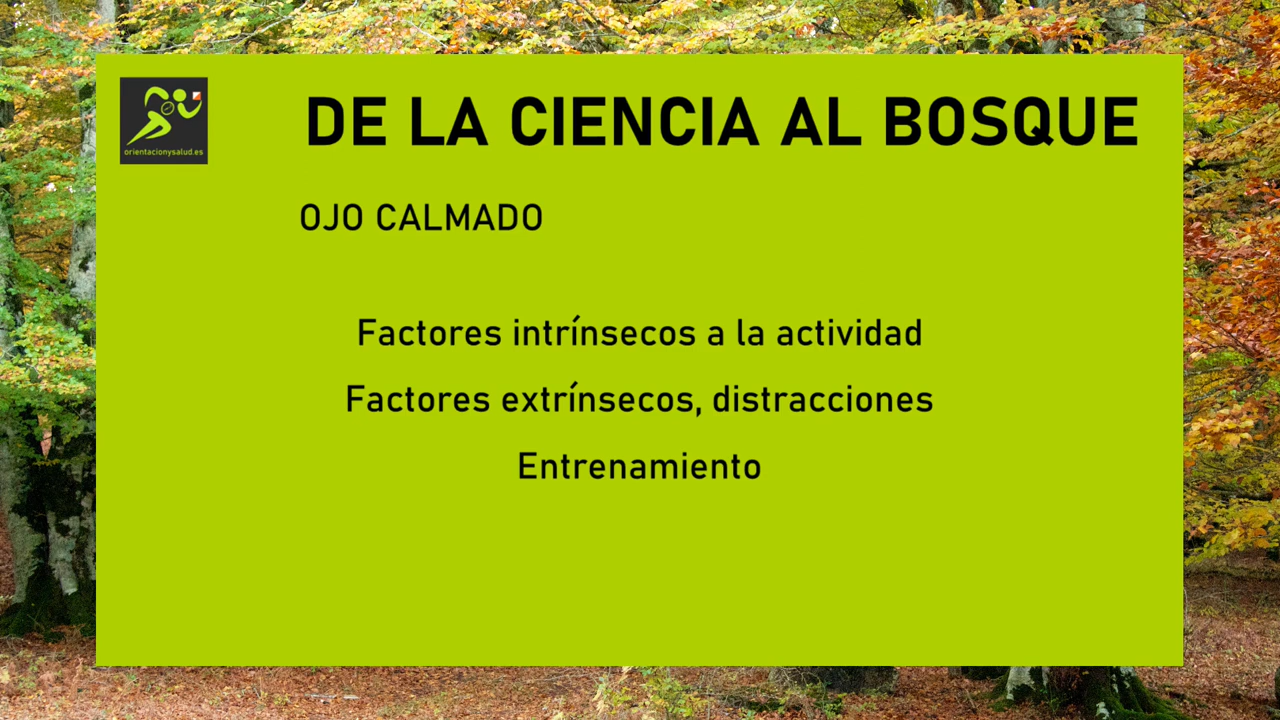 DE LA CIENCIA AL BOSQUE
orientacionysalud.es
OJO CALMADO
Factores intrínsecos a la actividad
Factores extrínsecos, distracciones
Entrenamiento